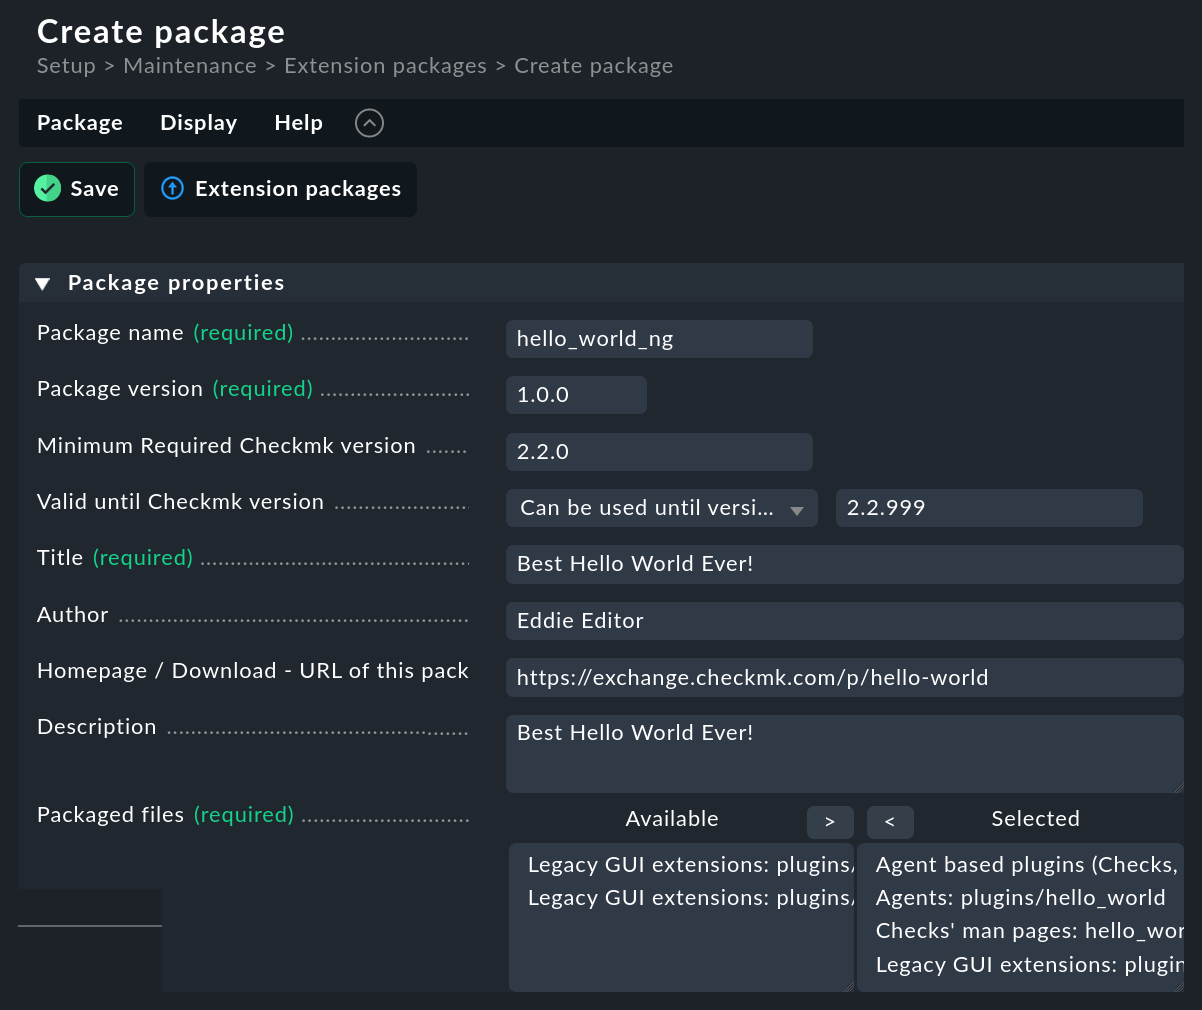 Create package
Setup > Maintenance > Extension packages > Create package
Package Display Help
Save Extension packages
Package properties
Package name (required) hello_world_ng
Package version (required) 1.0.0
Minimum Required Checkmk version 2.2.0
Valid until Checkmk version Can be used until versi... 2.2.999
Title (required) Best Hello World Ever!
Author Eddie Editor
Homepage / Download - URL of this pack https://exchange.checkmk.com/p/hello-world
Description Best Hello World Ever!
Packaged files (required) Available > < Selected
Legacy GUI extensions: plugins/ Agent based plugins (Checks,
Legacy GUI extensions: plugins/ Agents: plugins/hello_world
Checks' man pages: hello_wor
Legacy GUI extensions: plugin